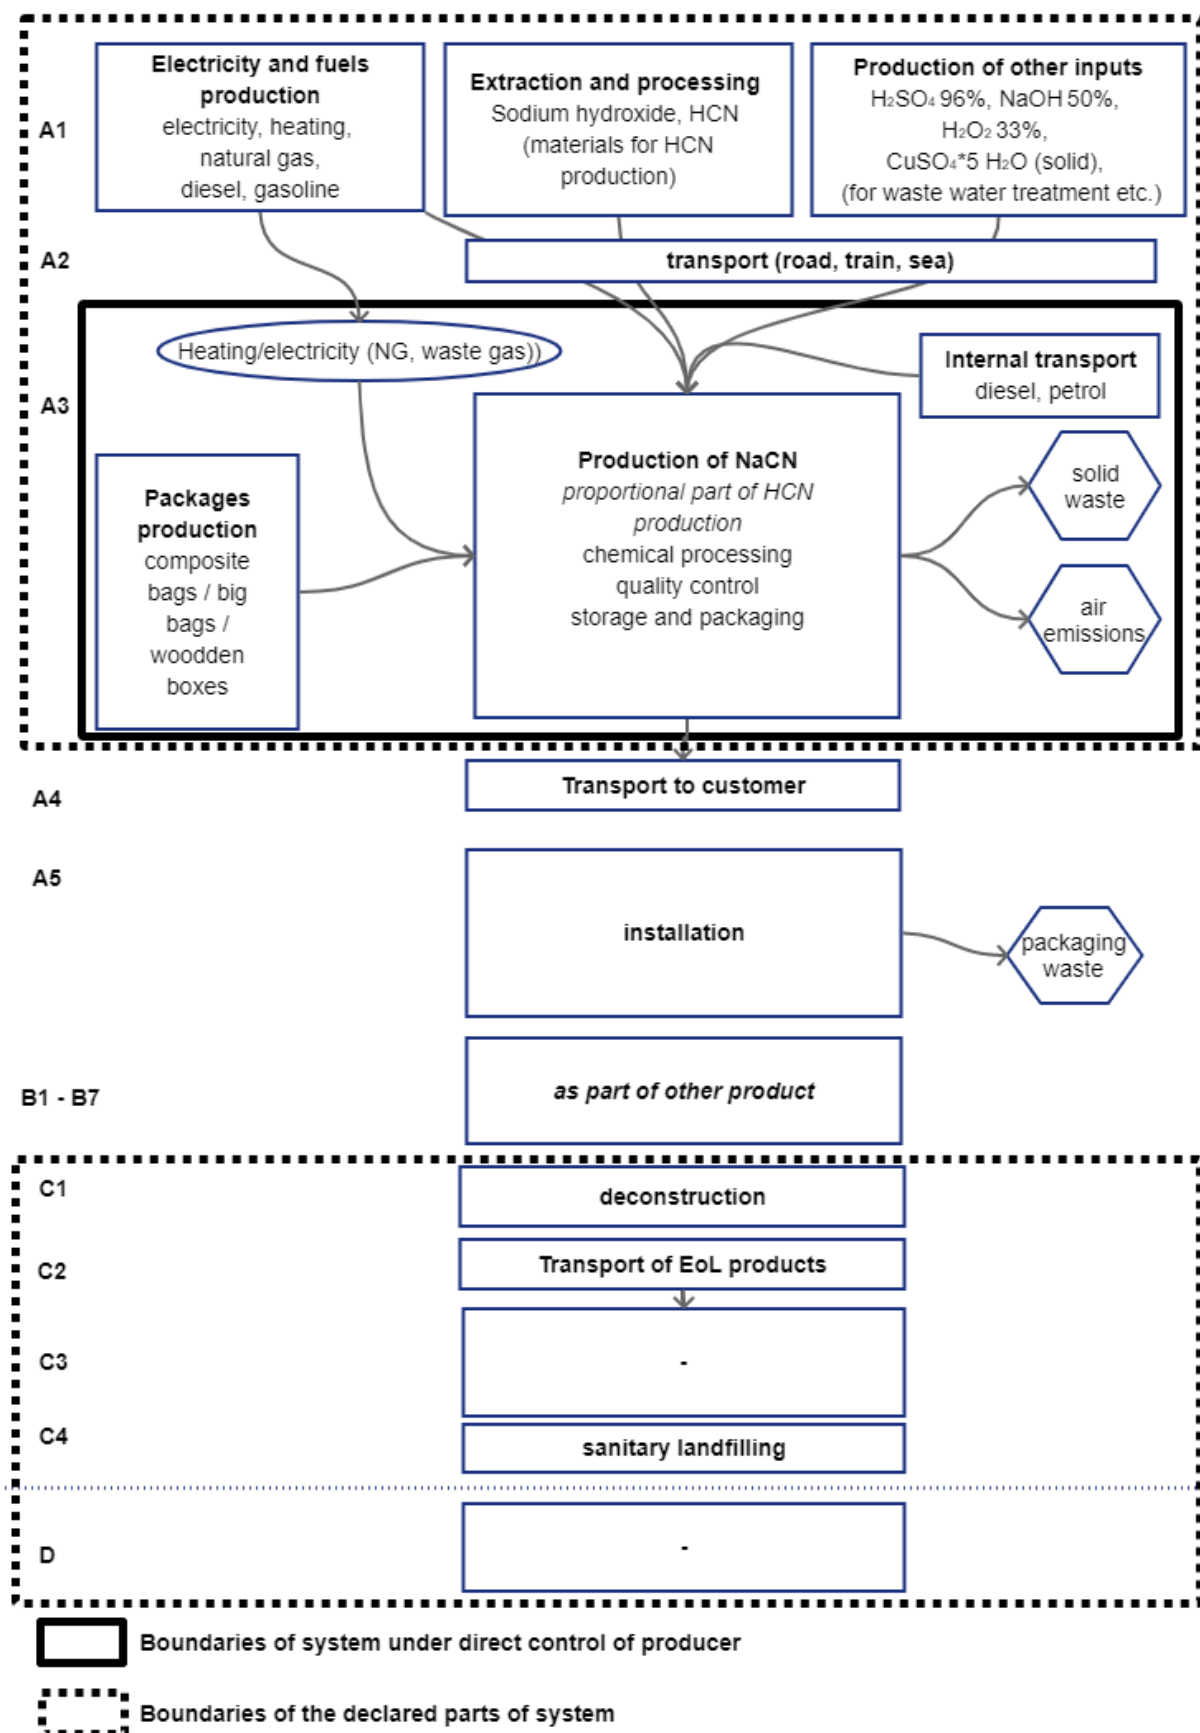 A1
Electricity and fuels
production
electricity, heating,
natural gas,
diesel, gasoline
Extraction and processing
Sodium hydroxide, HCN
(materials for HCN
production)
Production of other inputs
H₂SO₄ 96%, NaOH 50%,
H₂O₂ 33%,
CuSO₄*5 H₂O (solid),
(for waste water treatment etc.)
A2
transport (road, train, sea)
Heating/electricity (NG, waste gas))
Internal transport
diesel, petrol
A3
Packages
production
composite
bags / big
bags /
woodden
boxes
Production of NaCN
proportional part of HCN
production
chemical processing
quality control
storage and packaging
solid
waste
air
emissions
A4
Transport to customer
A5
installation
packaging
waste
B1 - B7
as part of other product
C1
deconstruction
C2
Transport of EoL products
C3
-
C4
sanitary landfilling
D
-
Boundaries of system under direct control of producer
Boundaries of the declared parts of system